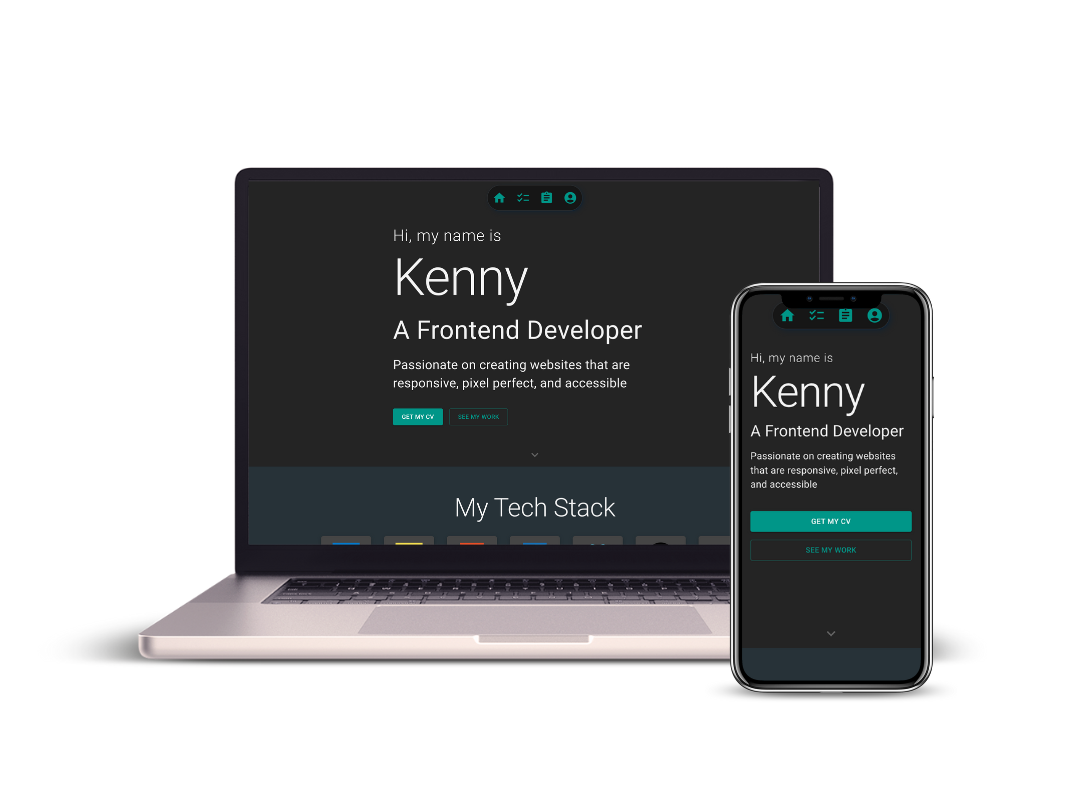 Hi, my name is
Kenny
A Frontend Developer
Passionate on creating websites that are
responsive, pixel perfect, and accessible
GET MY CV
SEE MY WORK
My Tech Stack
Hi, my name is
Kenny
A Frontend Developer
Passionate on creating websites
that are responsive, pixel perfect,
and accessible
GET MY CV
SEE MY WORK